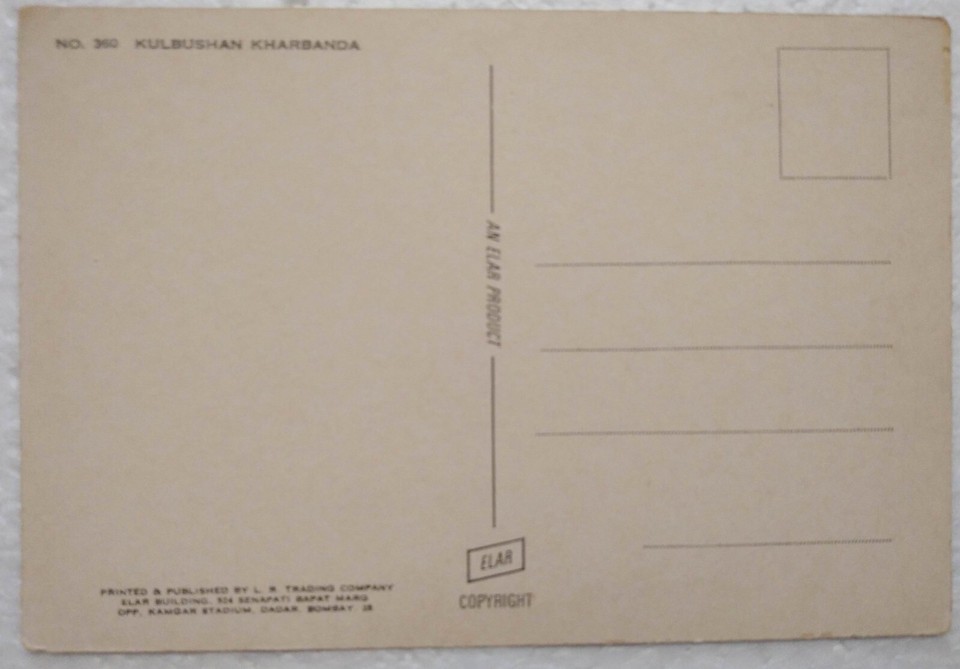 NO. 360 KULBUSHAN KHARBANDA
AN ELAR PRODUCT
PRINTED & PUBLISHED BY L. R. TRADING COMPANY
ELAR BUILDING, 524 SENAPATI BAPAT MARG
OPP. KAMGAR STADIUM, DADAR, BOMBAY 28
ELAR
COPYRIGHT